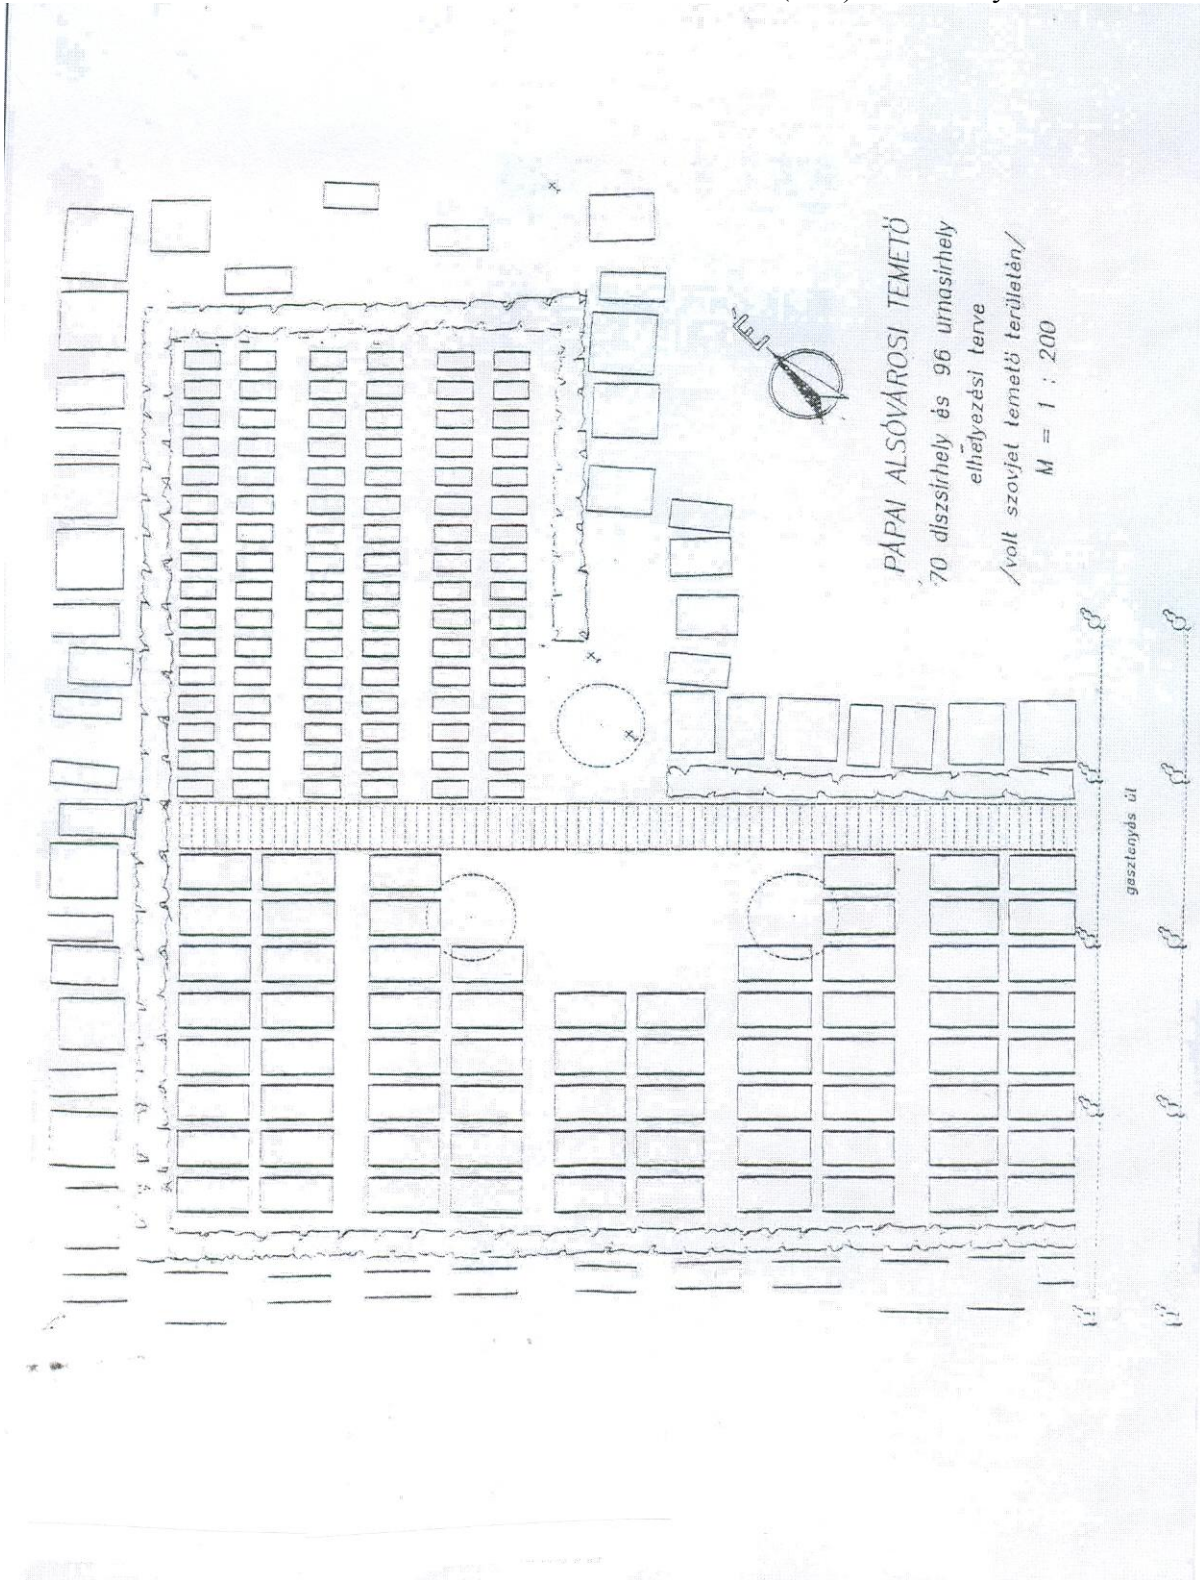 PÁPAI ALSÓVÁROSI TEMETŐ
70 díszsírhely és 96 urnasírhely
elhelyezési terve
/volt szovjet temető területén/
M = 1 : 200
É
gesztenyés út